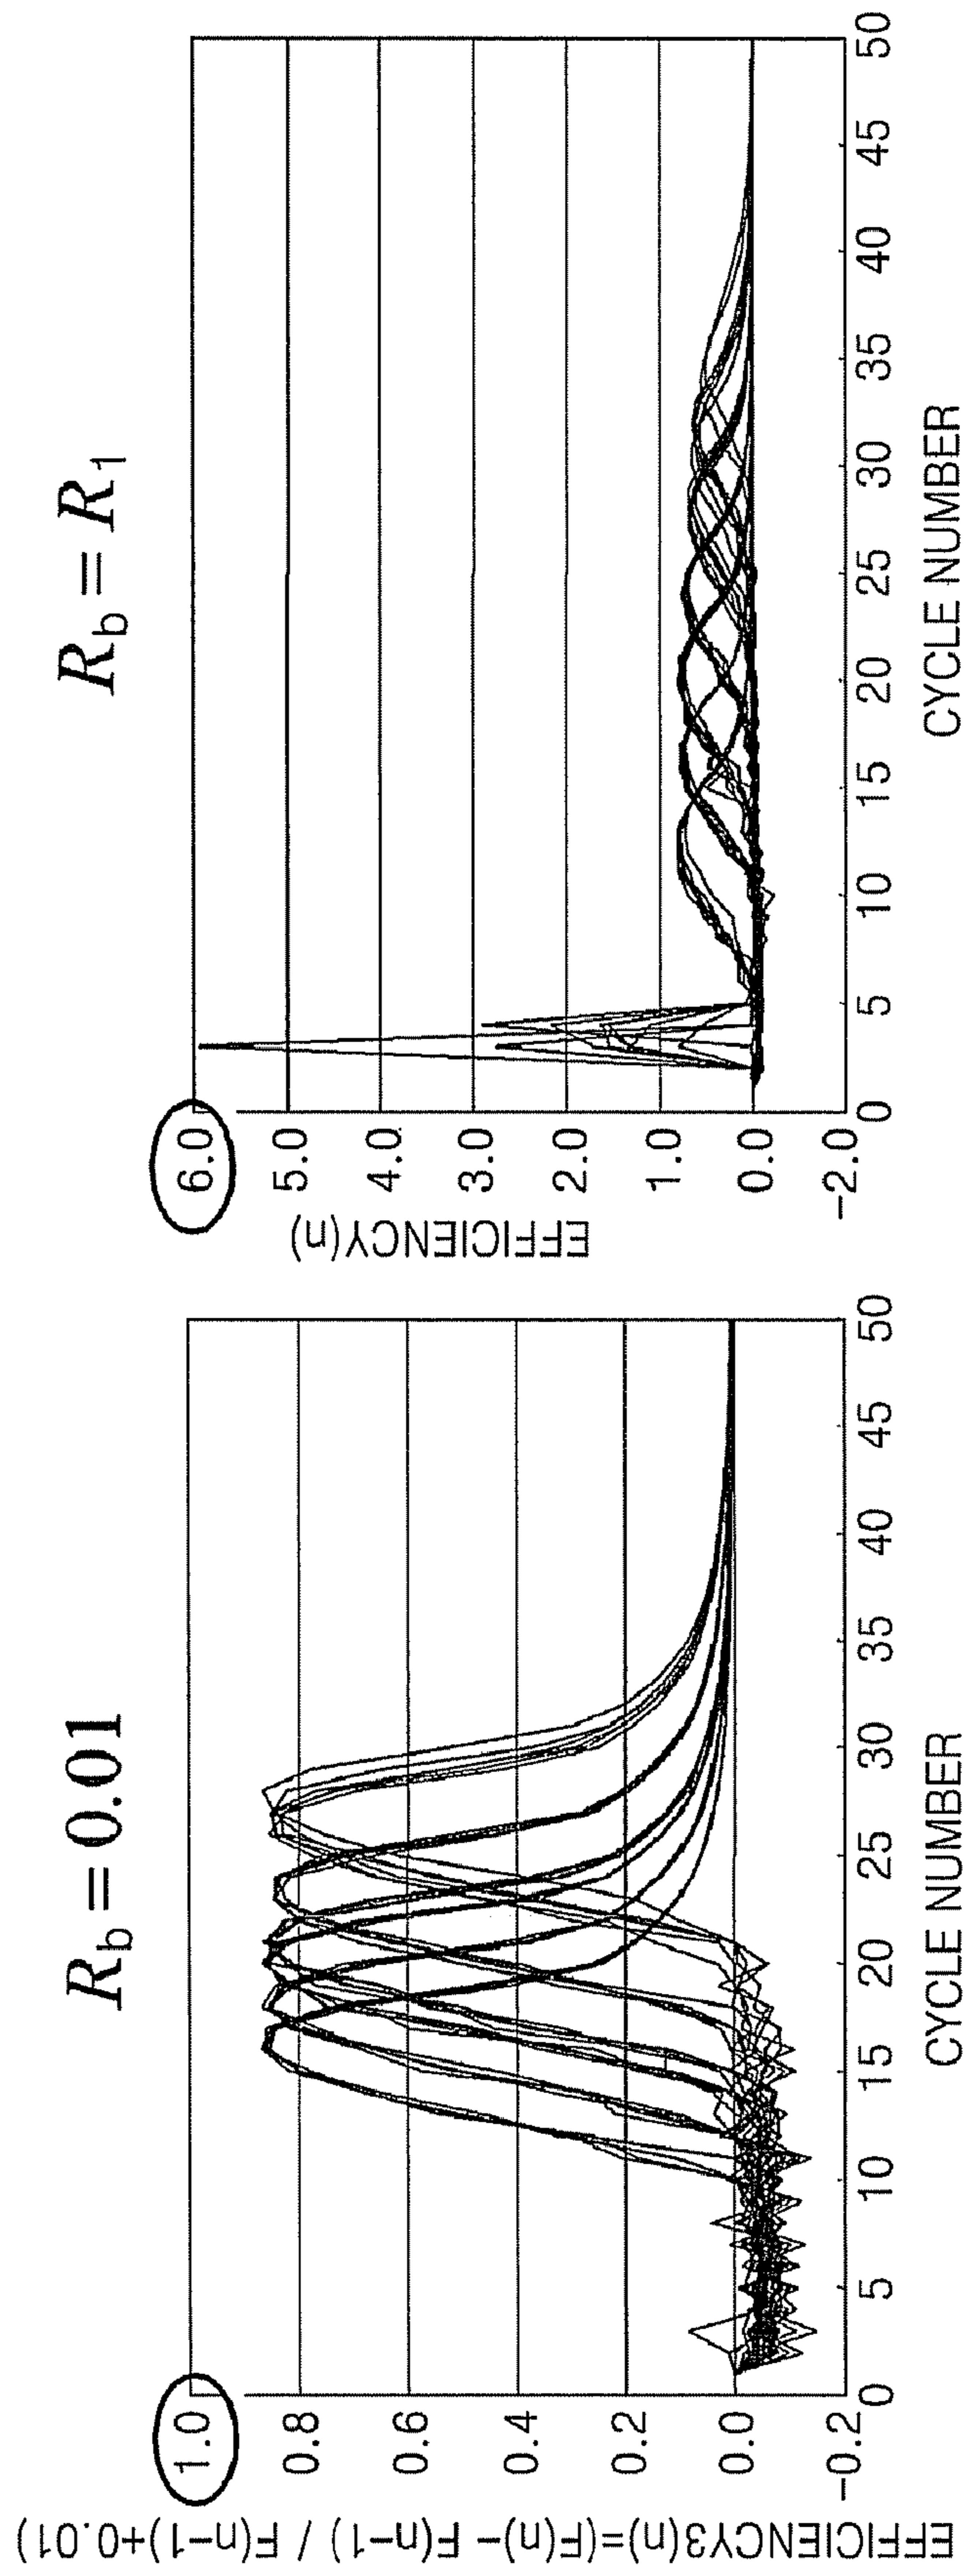 R_b = 0.01
EFFICIENCY3(n)=(F(n)− F(n−1) / F(n−1)+0.01)
1.0
0.8
0.6
0.4
0.2
0.0
−0.2
0 5 10 15 20 25 30 35 40 45 50
CYCLE NUMBER
R_b = R_1
EFFICIENCY(n)
6.0
5.0
4.0
3.0
2.0
1.0
0.0
−2.0
0 5 10 15 20 25 30 35 40 45 50
CYCLE NUMBER